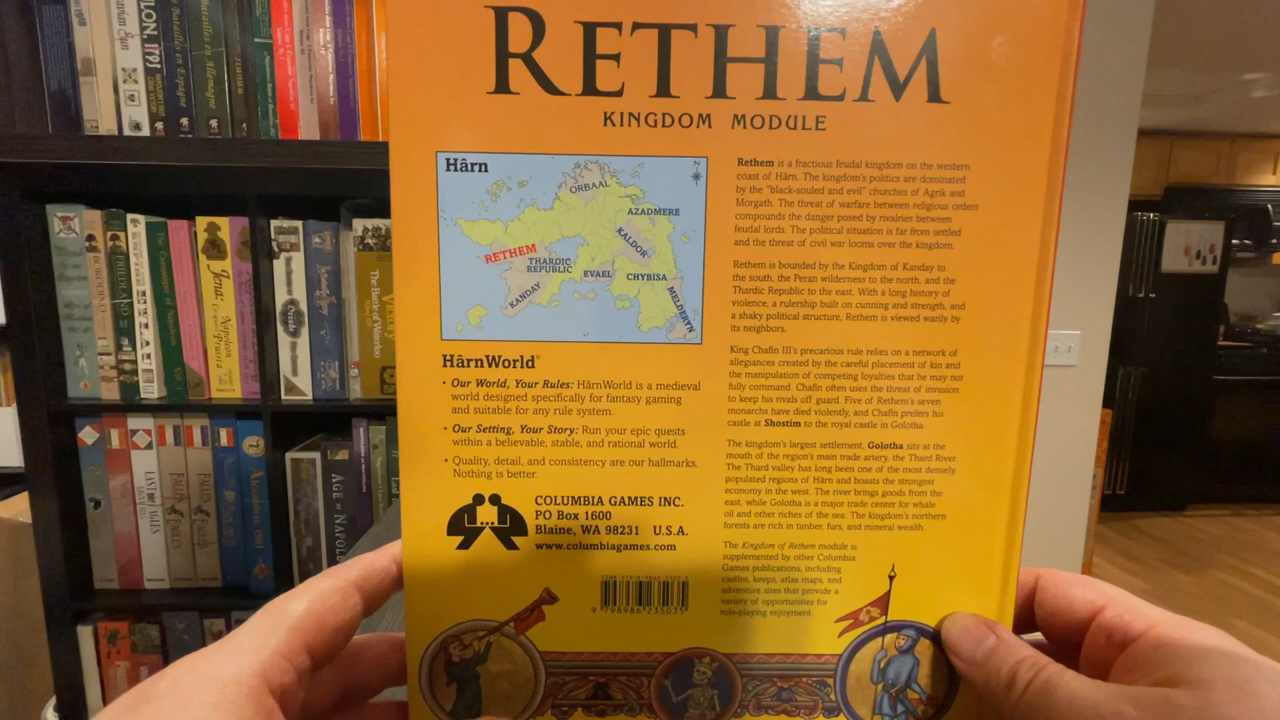 RETHEM
KINGDOM MODULE
Hârn
N
ORBAAL
AZADMERE
KALDOR
RETHEM
THARDIC
REPUBLIC
EVAEL
CHYBISA
KANDAY
MELDERYN
HârnWorld®
• Our World, Your Rules: HârnWorld is a medieval
world designed specifically for fantasy gaming
and suitable for any rule system.
• Our Setting, Your Story: Run your epic quests
within a believable, stable, and rational world.
• Quality, detail, and consistency are our hallmarks.
Nothing is better.
COLUMBIA GAMES INC.
PO Box 1600
Blaine, WA 98231 U.S.A.
www.columbiagames.com
9 798986 235035
Rethem is a fractious feudal kingdom on the western
coast of Hârn. The kingdom's politics are dominated
by the "black-souled and evil" churches of Agrik and
Morgath. The threat of warfare between religious orders
compounds the danger posed by rivalries between
feudal lords. The political situation is far from settled
and the threat of civil war looms over the kingdom.
Rethem is bounded by the Kingdom of Kanday to
the south, the Peran wilderness to the north, and the
Thardic Republic to the east. With a long history of
violence, a rulership built on cunning and strength, and
a shaky political structure, Rethem is viewed warily by
its neighbors.
King Chafin III's precarious rule relies on a network of
allegiances created by the careful placement of kin and
the manipulation of competing loyalties that he may not
fully command. Chafin often uses the threat of invasion
to keep his rivals off guard. Five of Rethem's seven
monarchs have died violently, and Chafin prefers his
castle at Shostim to the royal castle in Golotha.
The kingdom's largest settlement, Golotha sits at the
mouth of the region's main trade artery, the Thard River.
The Thard valley has long been one of the most densely
populated regions of Hârn and boasts the strongest
economy in the west. The river brings goods from the
east, while Golotha is a major trade center for whale
oil and other riches of the sea. The kingdom's northern
forests are rich in timber, furs, and mineral wealth.
The Kingdom of Rethem module is
supplemented by other Columbia
Games publications, including
castles, keeps, atlas maps, and
adventure sites that provide a
variety of opportunities for
role-playing enjoyment.
BORODINO
FRIEDLAND
Jena:
Napoleon
The Battle of Waterloo
LAST DAYS
AGE OF NAPOLE